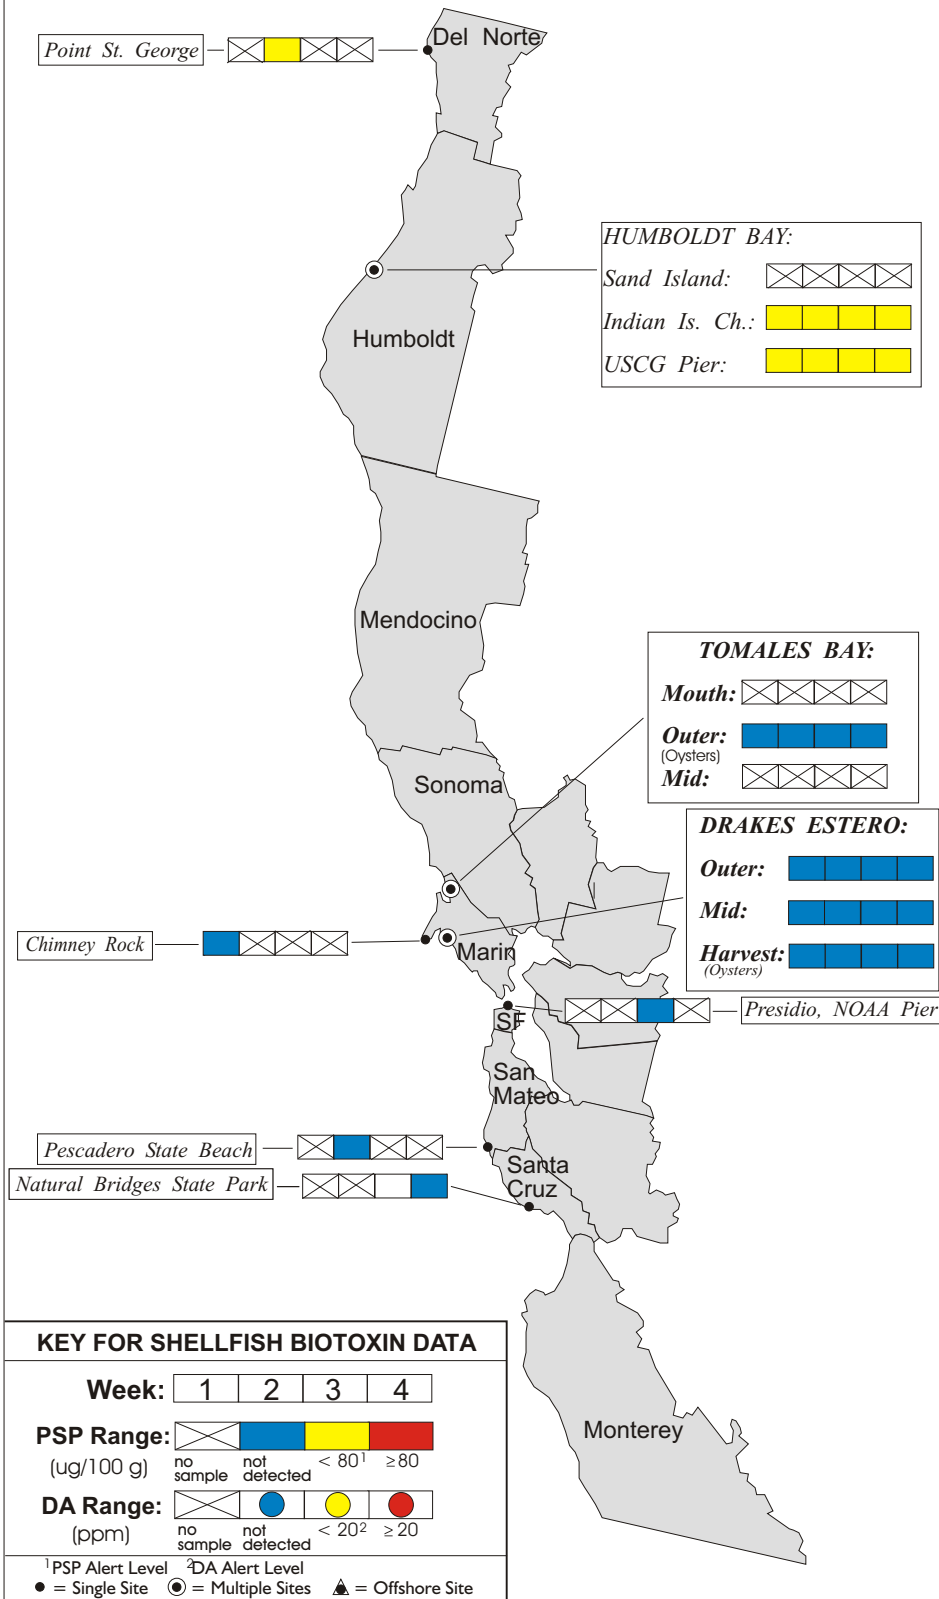 Del Norte
Point St. George
HUMBOLDT BAY:
Sand Island:
Indian Is. Ch.:
USCG Pier:
Humboldt
Mendocino
TOMALES BAY:
Mouth:
Outer:
(Oysters)
Mid:
Sonoma
DRAKES ESTERO:
Outer:
Mid:
Harvest:
(Oysters)
Chimney Rock
Marin
SF
Presidio, NOAA Pier
San
Mateo
Pescadero State Beach
Santa
Cruz
Natural Bridges State Park
Monterey
KEY FOR SHELLFISH BIOTOXIN DATA
Week: 1 2 3 4
PSP Range:
(ug/100 g)
no sample not detected < 80¹ ≥80
DA Range:
(ppm)
no sample not detected < 20² ≥ 20
¹PSP Alert Level ²DA Alert Level
= Single Site = Multiple Sites = Offshore Site